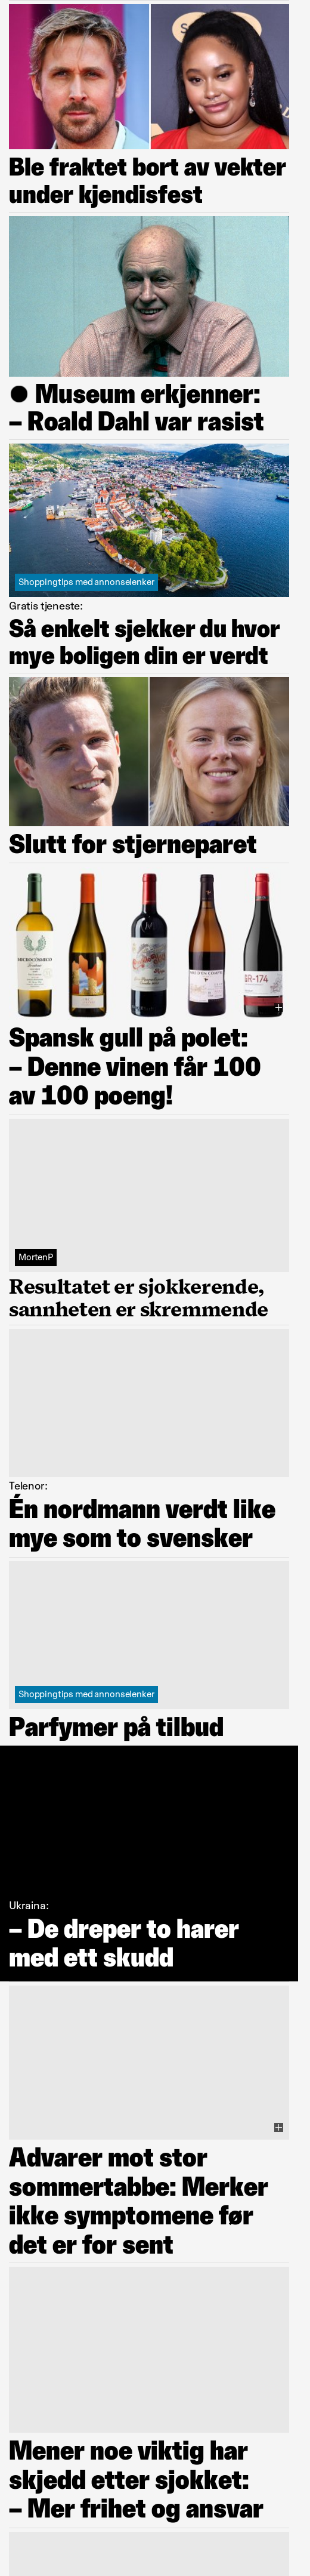 Ble fraktet bort av vekter
under kjendisfest
Museum erkjenner:
– Roald Dahl var rasist
Shoppingtips med annonselenker
Gratis tjeneste:
Så enkelt sjekker du hvor
mye boligen din er verdt
Slutt for stjerneparet
GR-174
Spansk gull på polet:
– Denne vinen får 100
av 100 poeng!
MortenP
Resultatet er sjokkerende,
sannheten er skremmende
Telenor:
Én nordmann verdt like
mye som to svensker
Shoppingtips med annonselenker
Parfymer på tilbud
Ukraina:
– De dreper to harer
med ett skudd
Advarer mot stor
sommertabbe: Merker
ikke symptomene før
det er for sent
Mener noe viktig har
skjedd etter sjokket:
– Mer frihet og ansvar